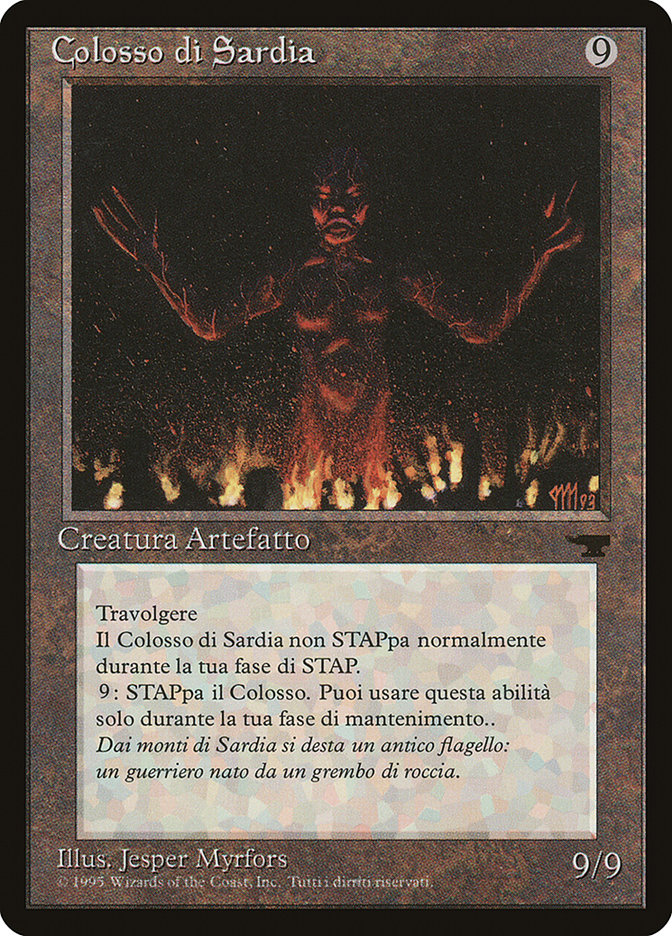 Colosso di Sardia
9
Creatura Artefatto
Travolgere
Il Colosso di Sardia non STAPpa normalmente
durante la tua fase di STAP.
9: STAPpa il Colosso. Puoi usare questa abilità
solo durante la tua fase di mantenimento..
Dai monti di Sardia si desta un antico flagello:
un guerriero nato da un grembo di roccia.
Illus. Jesper Myrfors
9/9
© 1995 Wizards of the Coast, Inc. Tutti i dirriti riservati.